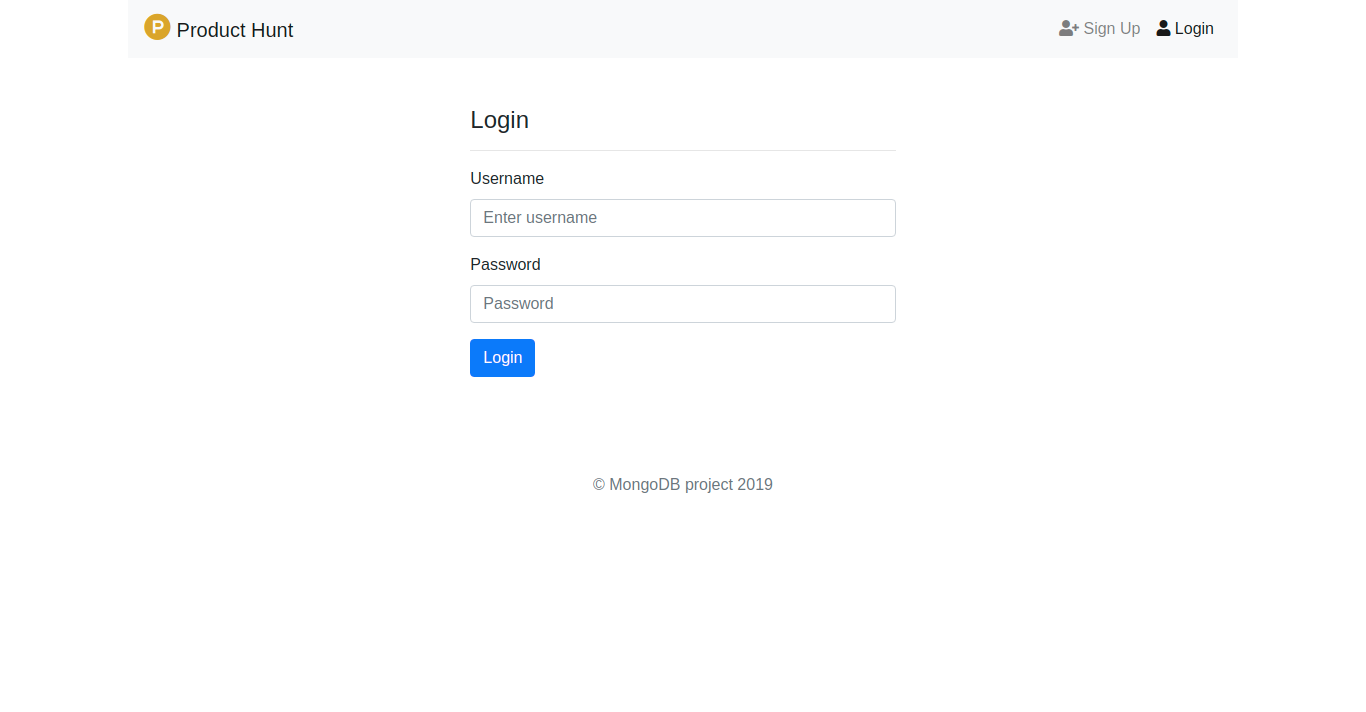 P Product Hunt
Sign Up Login
Login
Username
Enter username
Password
Password
Login
© MongoDB project 2019